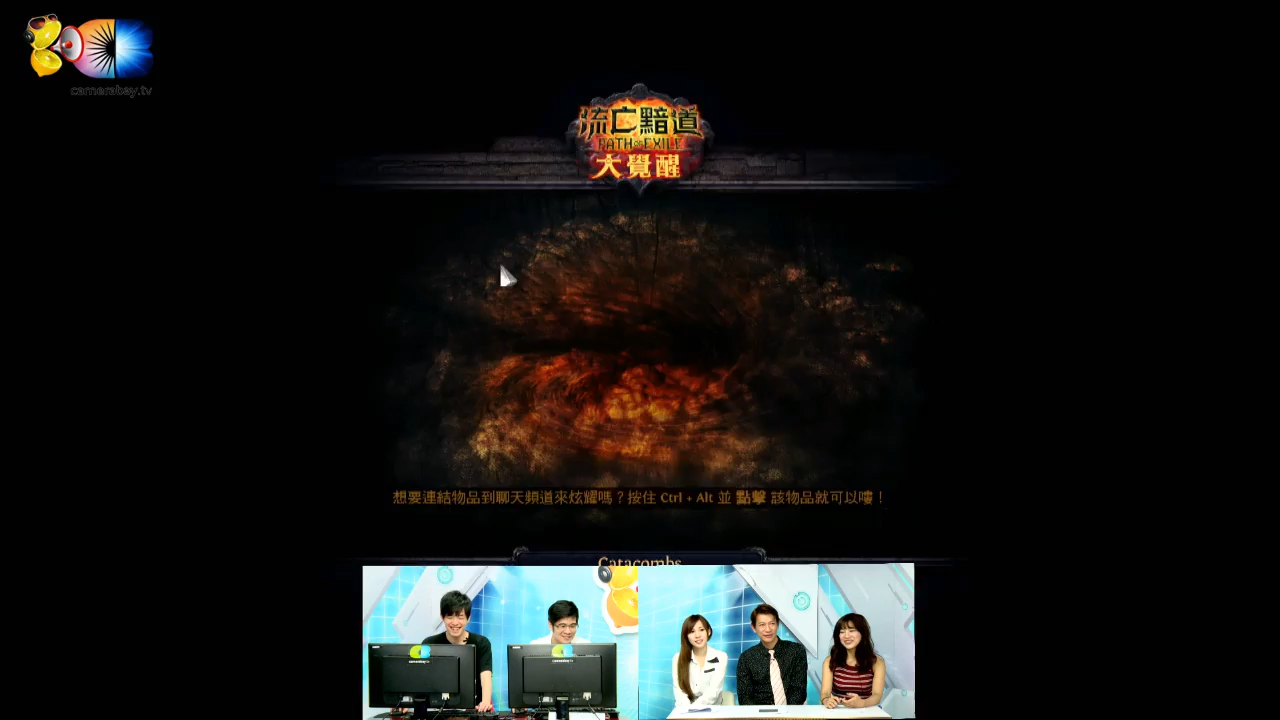 camerabay.tv
流亡黯道
PATH OF EXILE
大覺醒
想要連結物品到聊天頻道來炫耀嗎？按住 Ctrl + Alt 並 點擊 該物品就可以嘍！
Catacombs